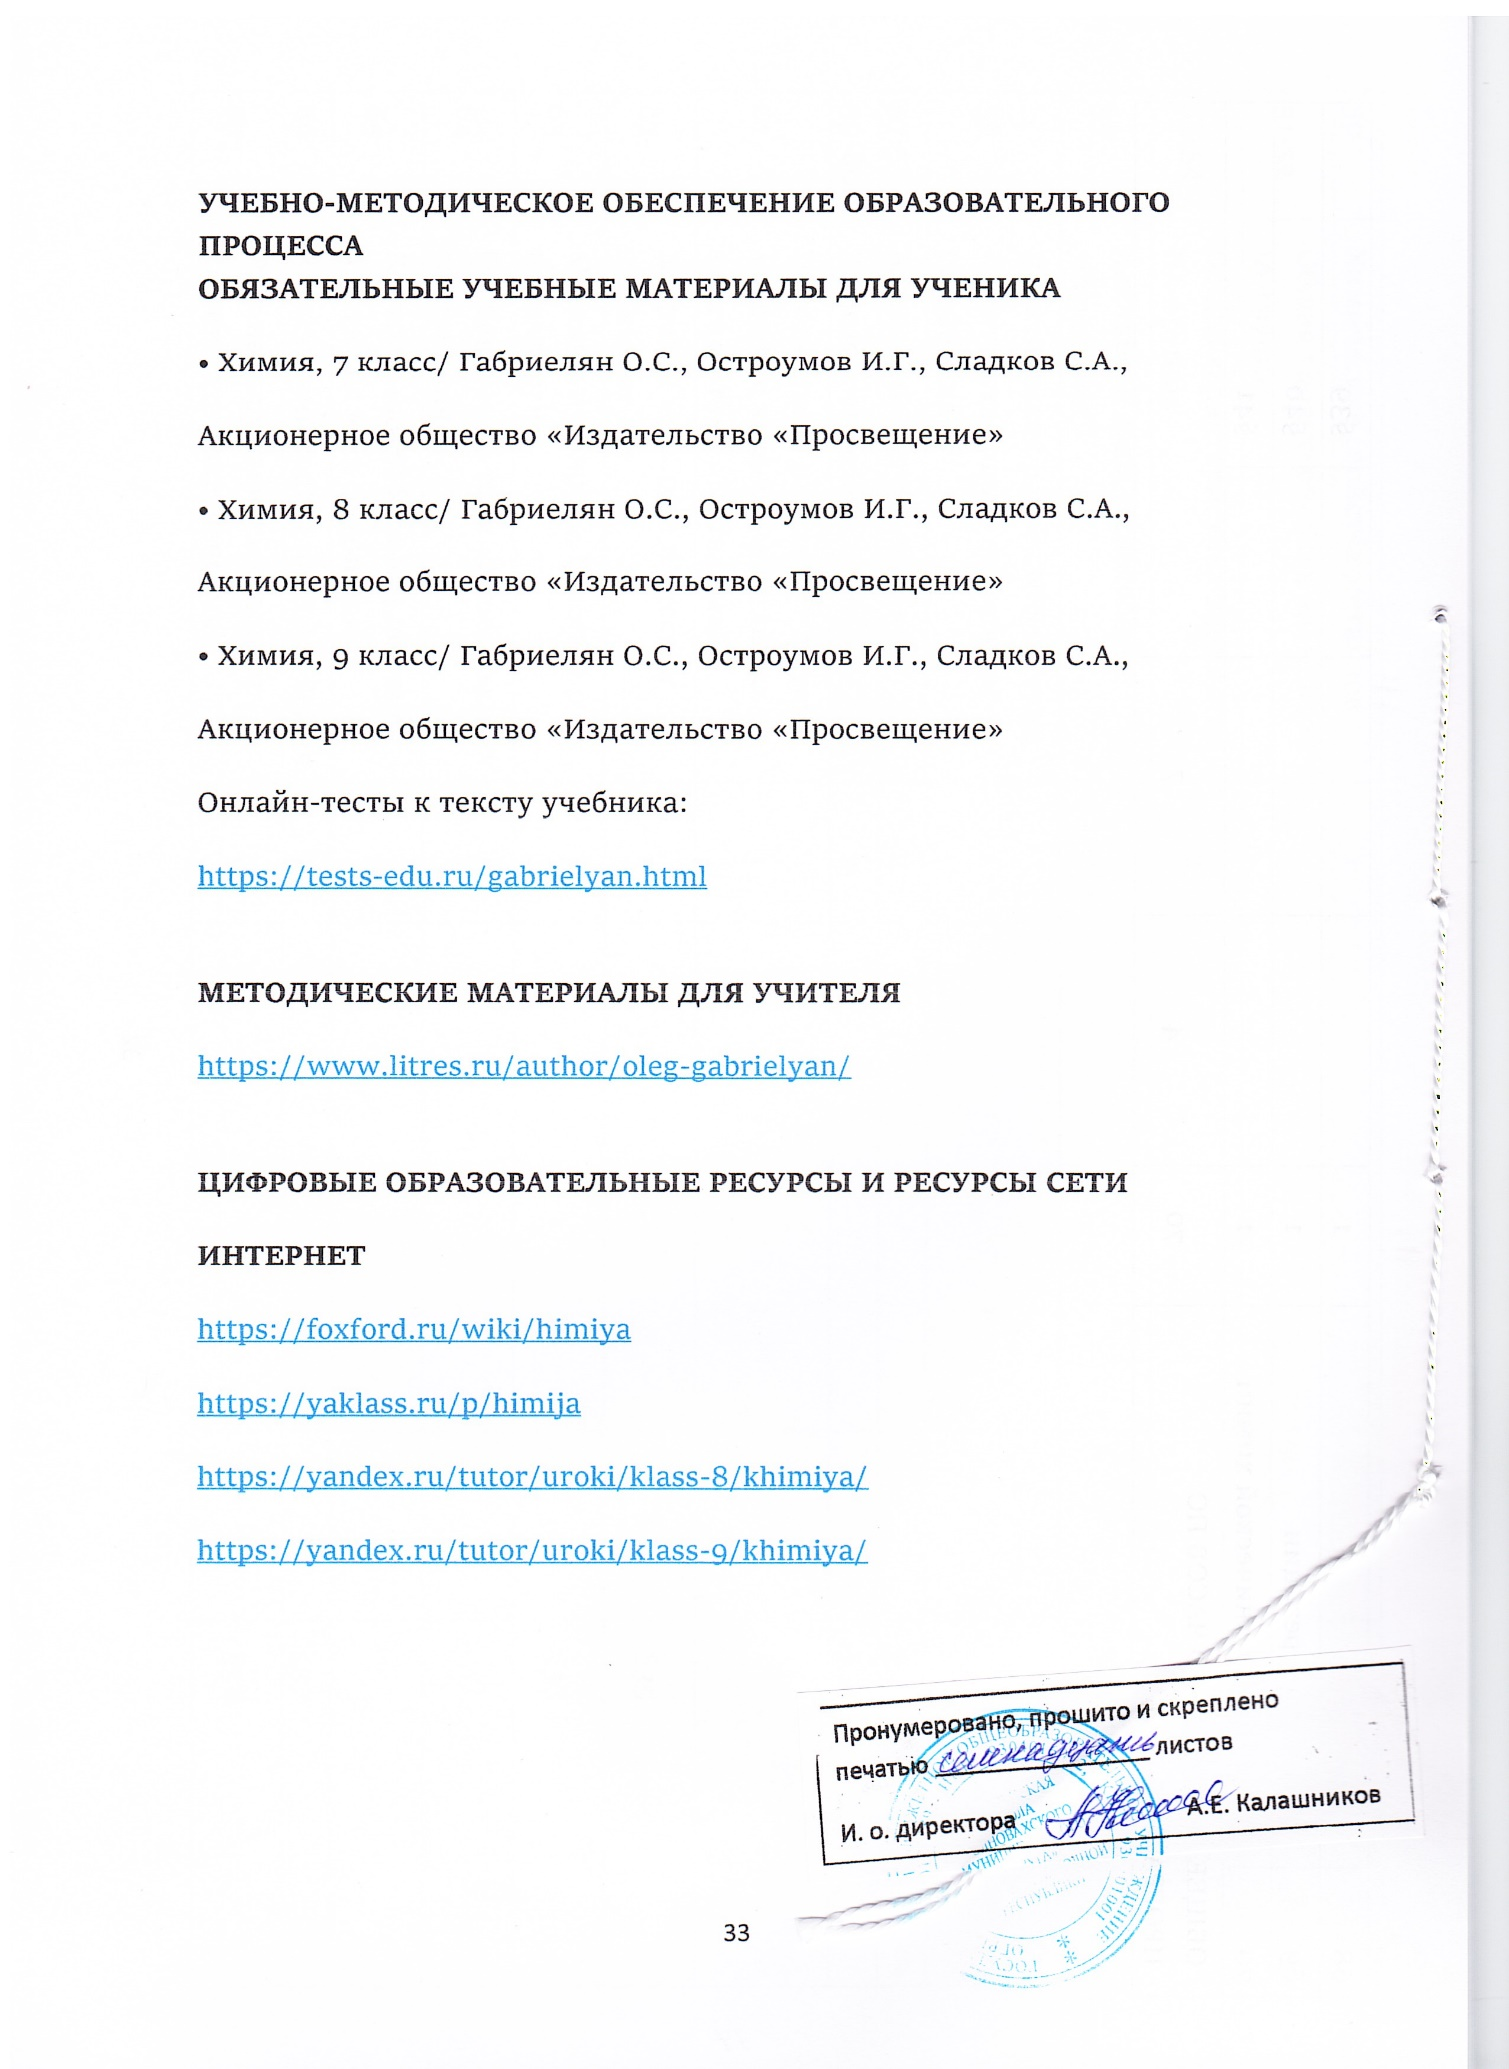 УЧЕБНО-МЕТОДИЧЕСКОЕ ОБЕСПЕЧЕНИЕ ОБРАЗОВАТЕЛЬНОГО
ПРОЦЕССА
ОБЯЗАТЕЛЬНЫЕ УЧЕБНЫЕ МАТЕРИАЛЫ ДЛЯ УЧЕНИКА
• Химия, 7 класс/ Габриелян О.С., Остроумов И.Г., Сладков С.А.,
Акционерное общество «Издательство «Просвещение»
• Химия, 8 класс/ Габриелян О.С., Остроумов И.Г., Сладков С.А.,
Акционерное общество «Издательство «Просвещение»
• Химия, 9 класс/ Габриелян О.С., Остроумов И.Г., Сладков С.А.,
Акционерное общество «Издательство «Просвещение»
Онлайн-тесты к тексту учебника:
https://tests-edu.ru/gabrielyan.html
МЕТОДИЧЕСКИЕ МАТЕРИАЛЫ ДЛЯ УЧИТЕЛЯ
https://www.litres.ru/author/oleg-gabrielyan/
ЦИФРОВЫЕ ОБРАЗОВАТЕЛЬНЫЕ РЕСУРСЫ И РЕСУРСЫ СЕТИ
ИНТЕРНЕТ
https://foxford.ru/wiki/himiya
https://yaklass.ru/p/himija
https://yandex.ru/tutor/uroki/klass-8/khimiya/
https://yandex.ru/tutor/uroki/klass-9/khimiya/
Пронумеровано, прошито и скреплено
печатью семнадцать листов
И. о. директора А.Е. Калашников
33